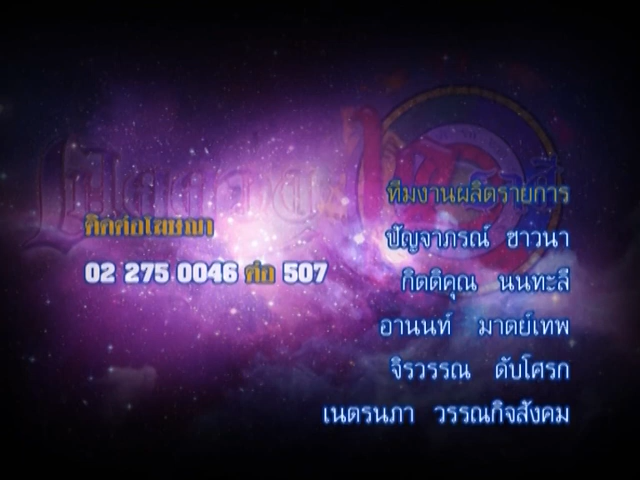 ทีมงานผลิตรายการ
ติดต่อโฆษณา
ปัญจาภรณ์ ชาวนา
02 275 0046 ต่อ 507
กิตติคุณ นนทะลี
อานนท์ มาตย์เทพ
จิรวรรณ ดับโศรก
เนตรนภา วรรณกิจสังคม